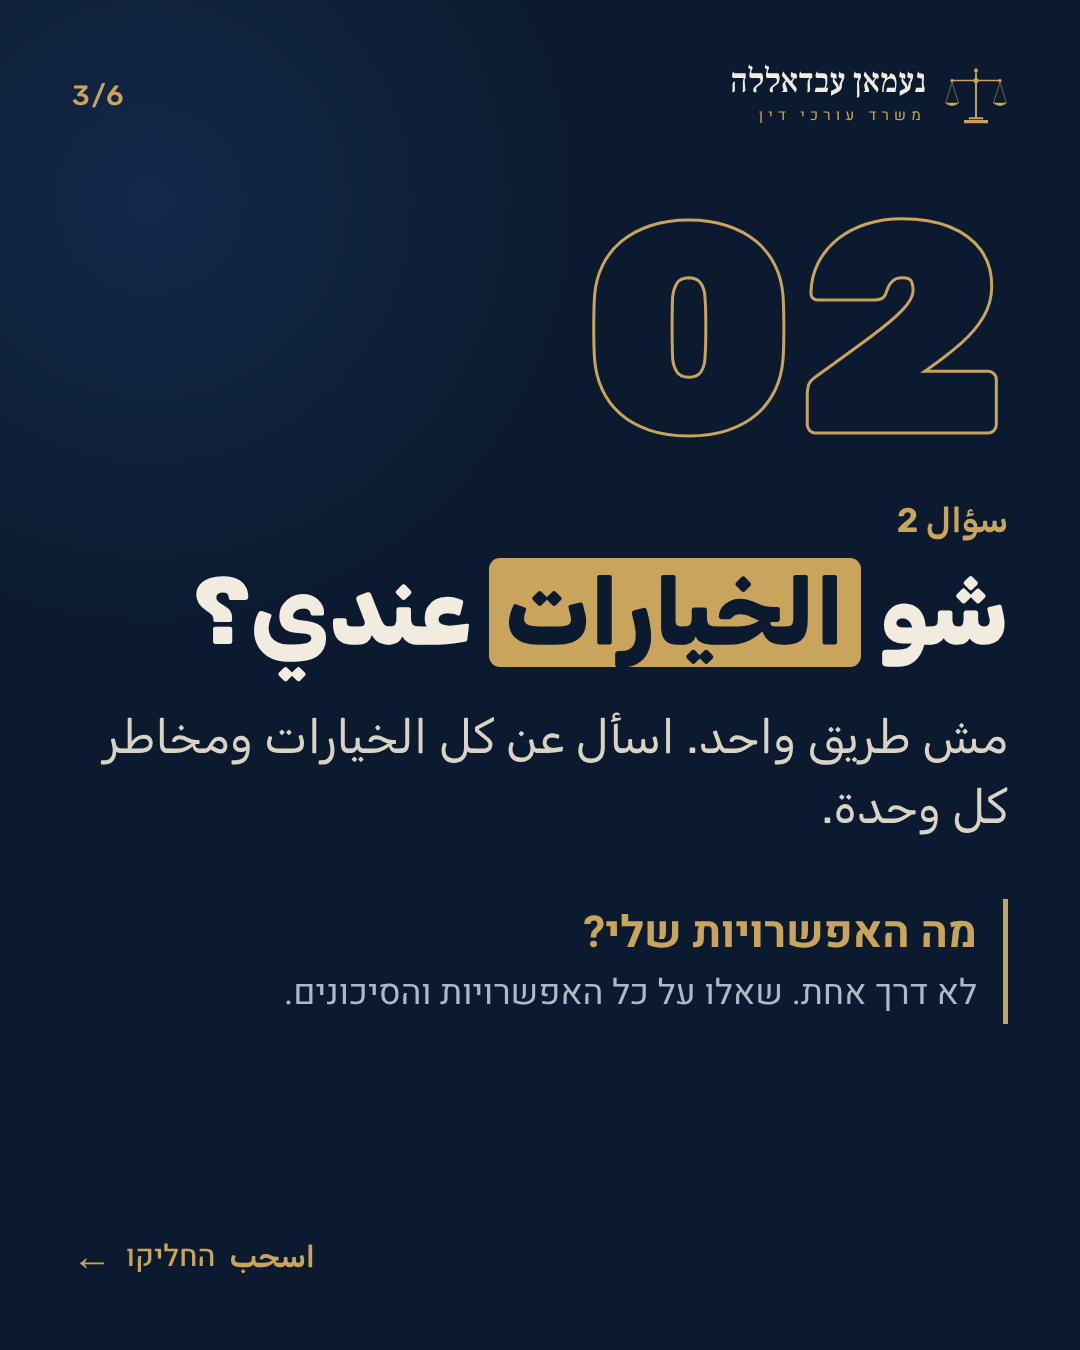 נעמאן עבדאללה
משרד עורכי דין
3/6
02
سؤال 2
شو الخيارات عندي؟
مش طريق واحد. اسأل عن كل الخيارات ومخاطر
كل وحدة.
מה האפשרויות שלי?
לא דרך אחת. שאלו על כל האפשרויות והסיכונים.
اسحب החליקו ←